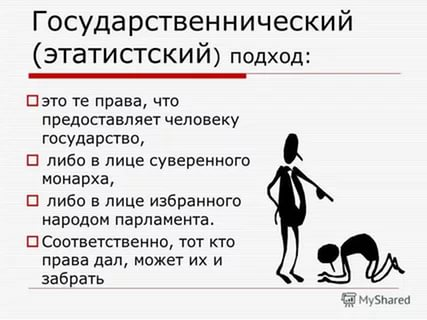 Государственнический
(этатистский) подход:
это те права, что
предоставляет человеку
государство,
либо в лице суверенного
монарха,
либо в лице избранного
народом парламента.
Соответственно, тот кто
права дал, может их и
забрать
MyShared